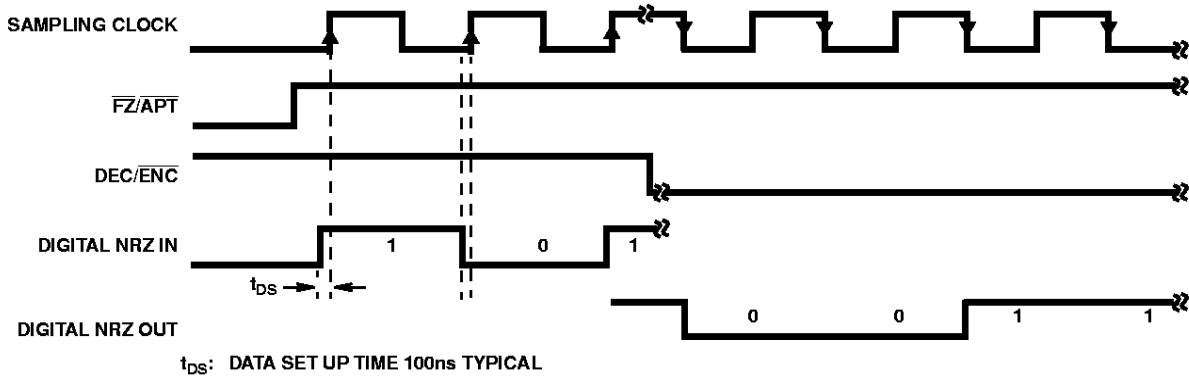 SAMPLING CLOCK
FZ/APT
DEC/ENC
DIGITAL NRZ IN
1 0 1
tDS
DIGITAL NRZ OUT
0 0 1 1
tDS: DATA SET UP TIME 100ns TYPICAL